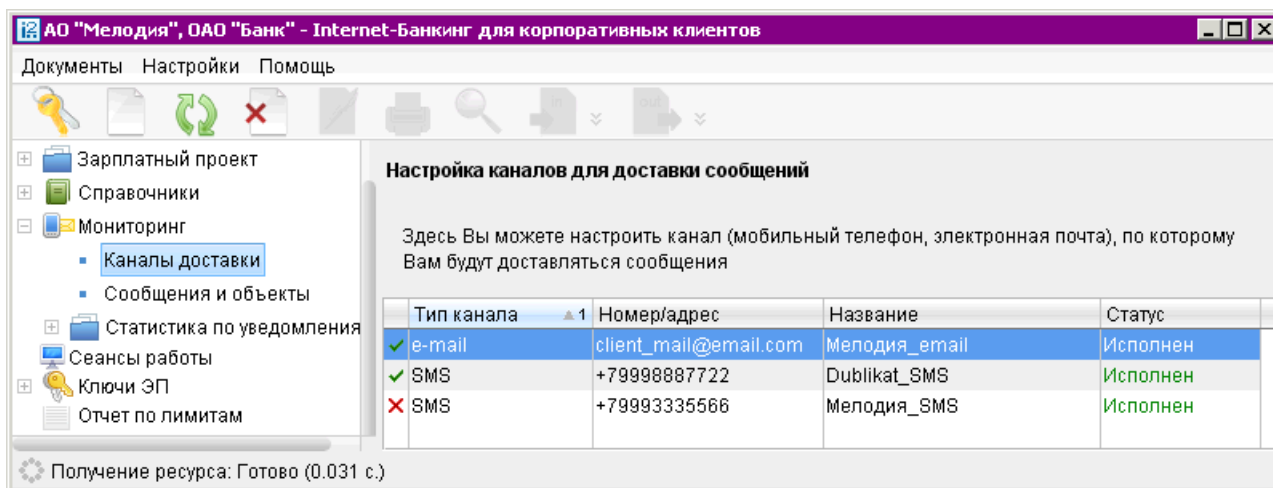 АО "Мелодия", ОАО "Банк" - Internet-Банкинг для корпоративных клиентов
Документы Настройки Помощь
in out
Зарплатный проект
Справочники
Мониторинг
Каналы доставки
Сообщения и объекты
Статистика по уведомления
Сеансы работы
Ключи ЭП
Отчет по лимитам
Настройка каналов для доставки сообщений
Здесь Вы можете настроить канал (мобильный телефон, электронная почта), по которому
Вам будут доставляться сообщения
Тип канала 1 Номер/адрес Название Статус
e-mail client_mail@email.com Мелодия_email Исполнен
SMS +79998887722 Dublikat_SMS Исполнен
SMS +79993335566 Мелодия_SMS Исполнен
Получение ресурса: Готово (0.031 с.)